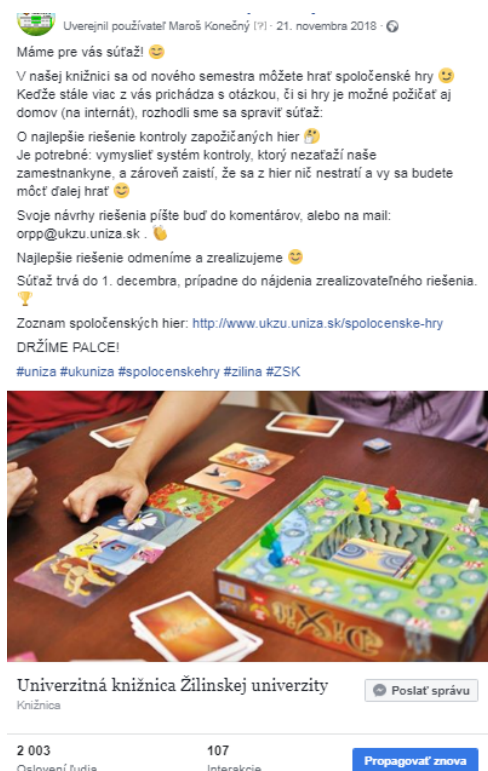 Uverejnil používateľ Maroš Konečný [?] · 21. novembra 2018 ·
Máme pre vás súťaž!
V našej knižnici sa od nového semestra môžete hrať spoločenské hry
Keďže stále viac z vás prichádza s otázkou, či si hry je možné požičať aj
domov (na internát), rozhodli sme sa spraviť súťaž:
O najlepšie riešenie kontroly zapožičaných hier
Je potrebné: vymyslieť systém kontroly, ktorý nezaťaží naše
zamestnankyne, a zároveň zaistí, že sa z hier nič nestratí a vy sa budete
môcť ďalej hrať
Svoje návrhy riešenia píšte buď do komentárov, alebo na mail:
orpp@ukzu.uniza.sk .
Najlepšie riešenie odmeníme a zrealizujeme
Súťaž trvá do 1. decembra, prípadne do nájdenia zrealizovateľného riešenia.
Zoznam spoločenských hier: http://www.ukzu.uniza.sk/spolocenske-hry
DRŽÍME PALCE!
#uniza #ukuniza #spolocenskehry #zilina #ZSK
DiXit
Univerzitná knižnica Žilinskej univerzity
Knižnica
Poslať správu
2 003
107
Oslovení ľudia
Interakcie
Propagovať znova